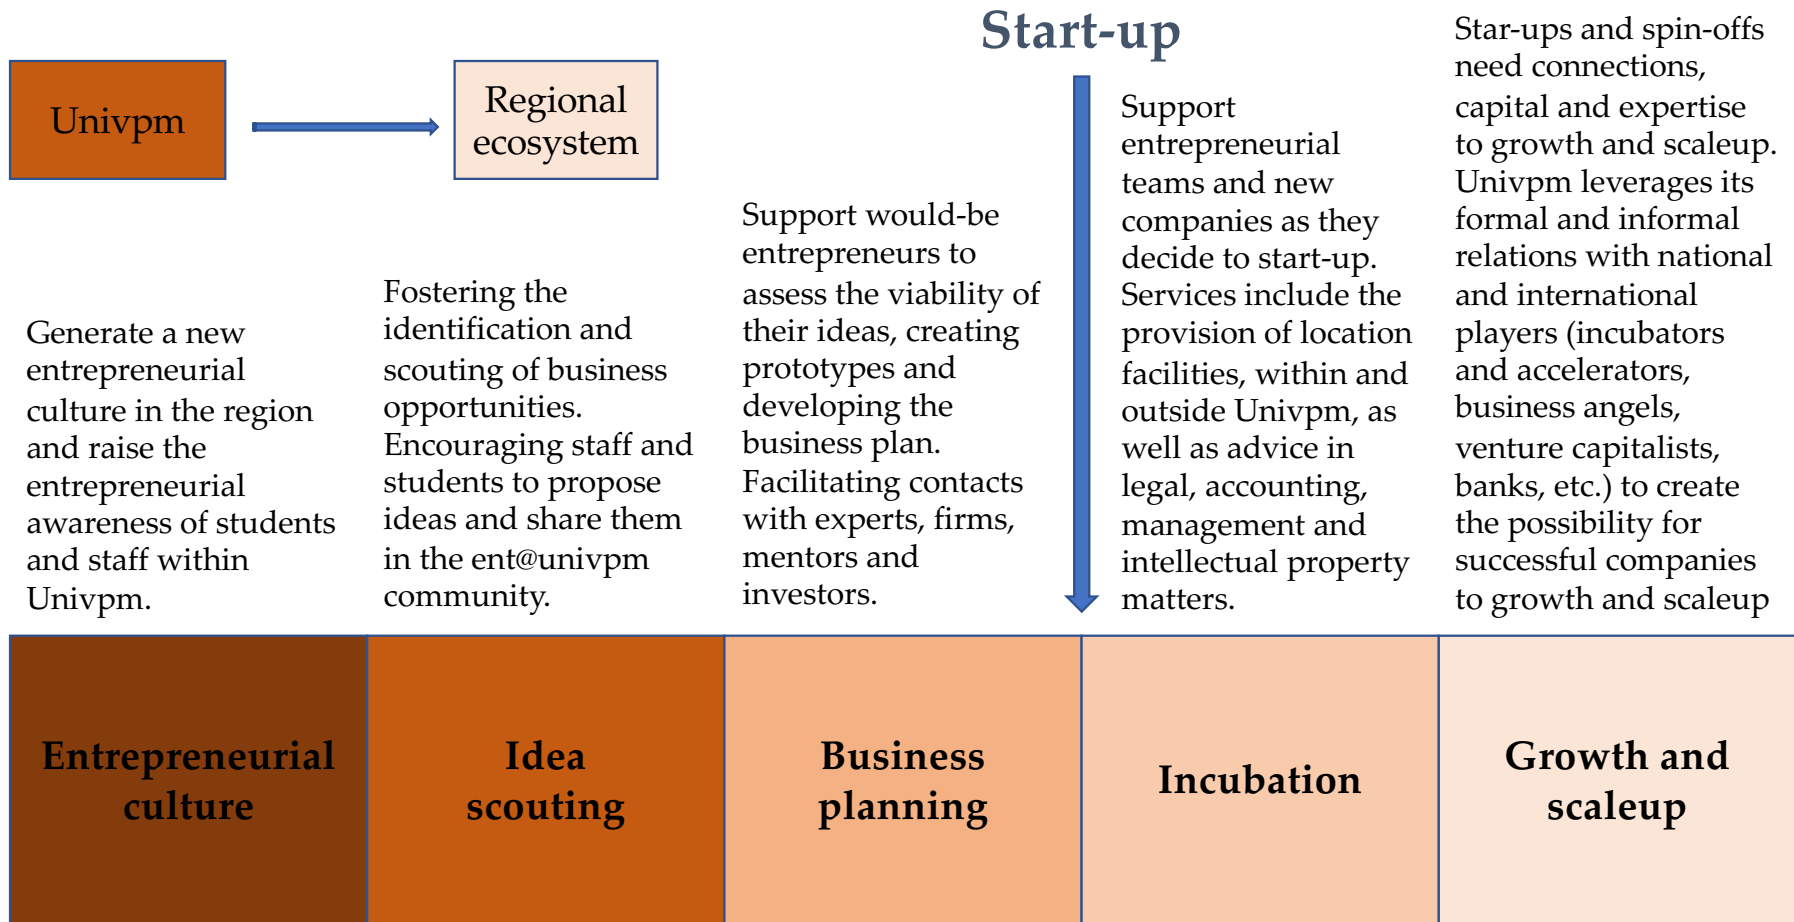 Start-up
Univpm
Regional
ecosystem
Generate a new
entrepreneurial
culture in the region
and raise the
entrepreneurial
awareness of students
and staff within
Univpm.
Fostering the
identification and
scouting of business
opportunities.
Encouraging staff and
students to propose
ideas and share them
in the ent@univpm
community.
Support would-be
entrepreneurs to
assess the viability of
their ideas, creating
prototypes and
developing the
business plan.
Facilitating contacts
with experts, firms,
mentors and
investors.
Support
entrepreneurial
teams and new
companies as they
decide to start-up.
Services include the
provision of location
facilities, within and
outside Univpm, as
well as advice in
legal, accounting,
management and
intellectual property
matters.
Star-ups and spin-offs
need connections,
capital and expertise
to growth and scaleup.
Univpm leverages its
formal and informal
relations with national
and international
players (incubators
and accelerators,
business angels,
venture capitalists,
banks, etc.) to create
the possibility for
successful companies
to growth and scaleup
Entrepreneurial
culture
Idea
scouting
Business
planning
Incubation
Growth and
scaleup